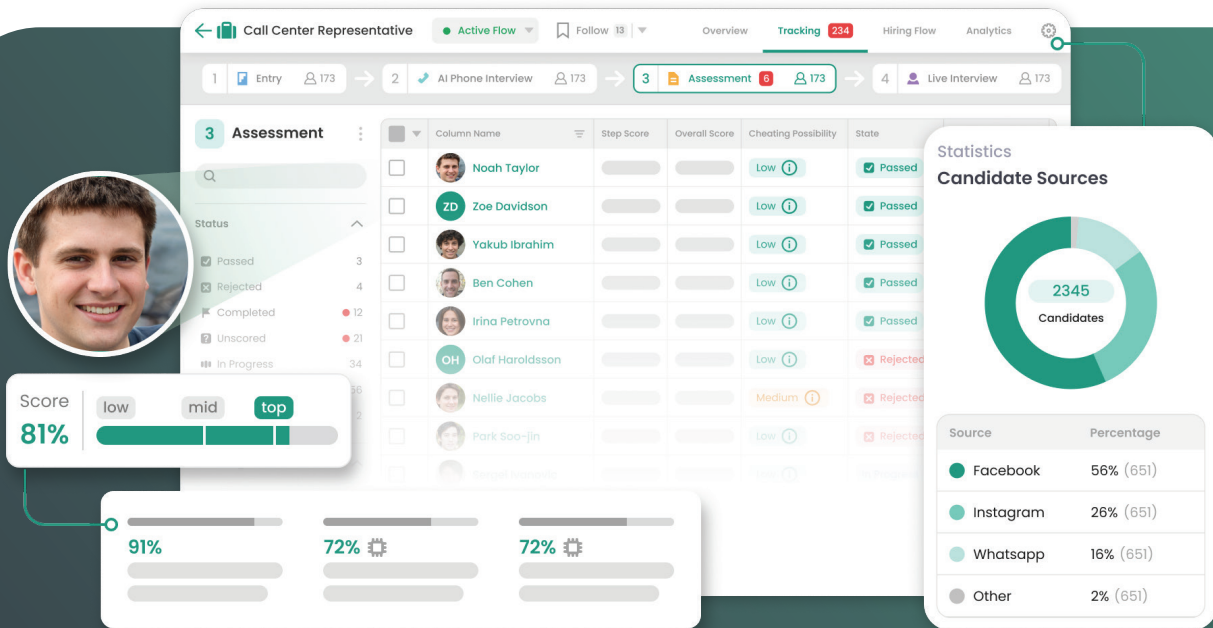 Call Center Representative Active Flow Follow 13 Overview Tracking 234 Hiring Flow Analytics
1 Entry 173 2 AI Phone Interview 173 3 Assessment 6 173 4 Live Interview 173
3 Assessment
Status
Passed 3
Rejected 4
Completed 12
Unscored 21
In Progress 34
Column Name Step Score Overall Score Cheating Possibility State
Noah Taylor Low Passed
ZD Zoe Davidson Low Passed
Yakub Ibrahim Low Passed
Ben Cohen Low Passed
Irina Petrovna Low Passed
OH Olaf Haroldsson Low Rejected
Nellie Jacobs Medium Rejected
Park Soo-jin Low Rejected
Score
81%
low mid top
91% 72% 72%
Statistics
Candidate Sources
2345
Candidates
Source Percentage
Facebook 56% (651)
Instagram 26% (651)
Whatsapp 16% (651)
Other 2% (651)